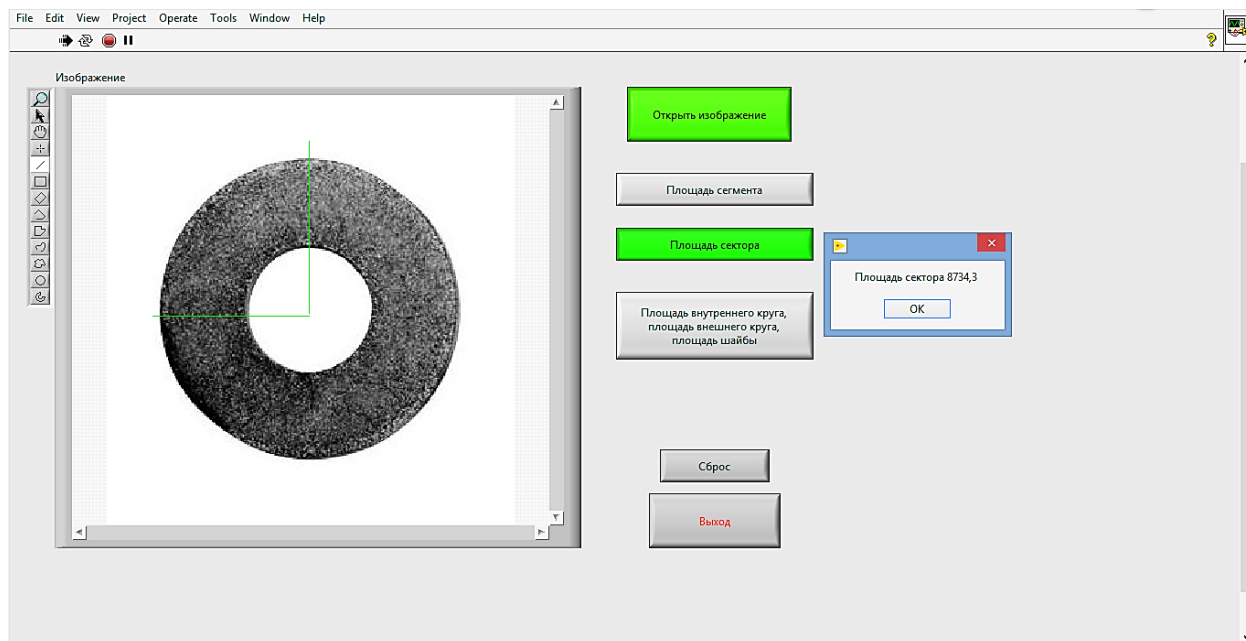 File Edit View Project Operate Tools Window Help
?
Изображение
Открыть изображение
Площадь сегмента
Площадь сектора
Площадь сектора 8734,3
OK
Площадь внутреннего круга,
площадь внешнего круга,
площадь шайбы
Сброс
Выход